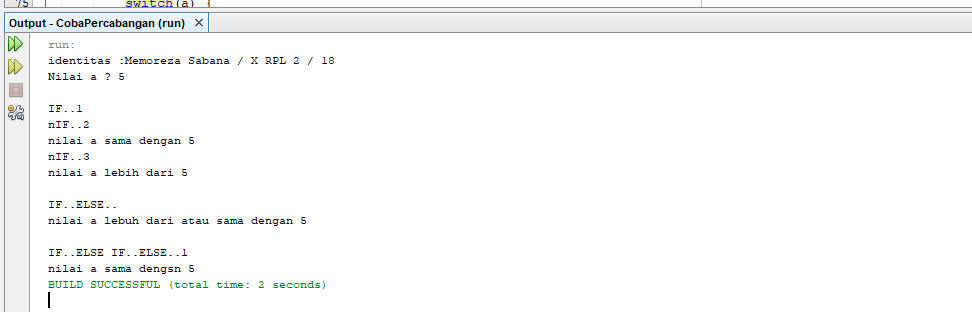 75 switch(a) {
Output - CobaPercabangan (run) ×
run:
identitas :Memoreza Sabana / X RPL 2 / 18
Nilai a ? 5
IF..1
nIF..2
nilai a sama dengan 5
nIF..3
nilai a lebih dari 5
IF..ELSE..
nilai a lebuh dari atau sama dengan 5
IF..ELSE IF..ELSE..1
nilai a sama dengsn 5
BUILD SUCCESSFUL (total time: 2 seconds)